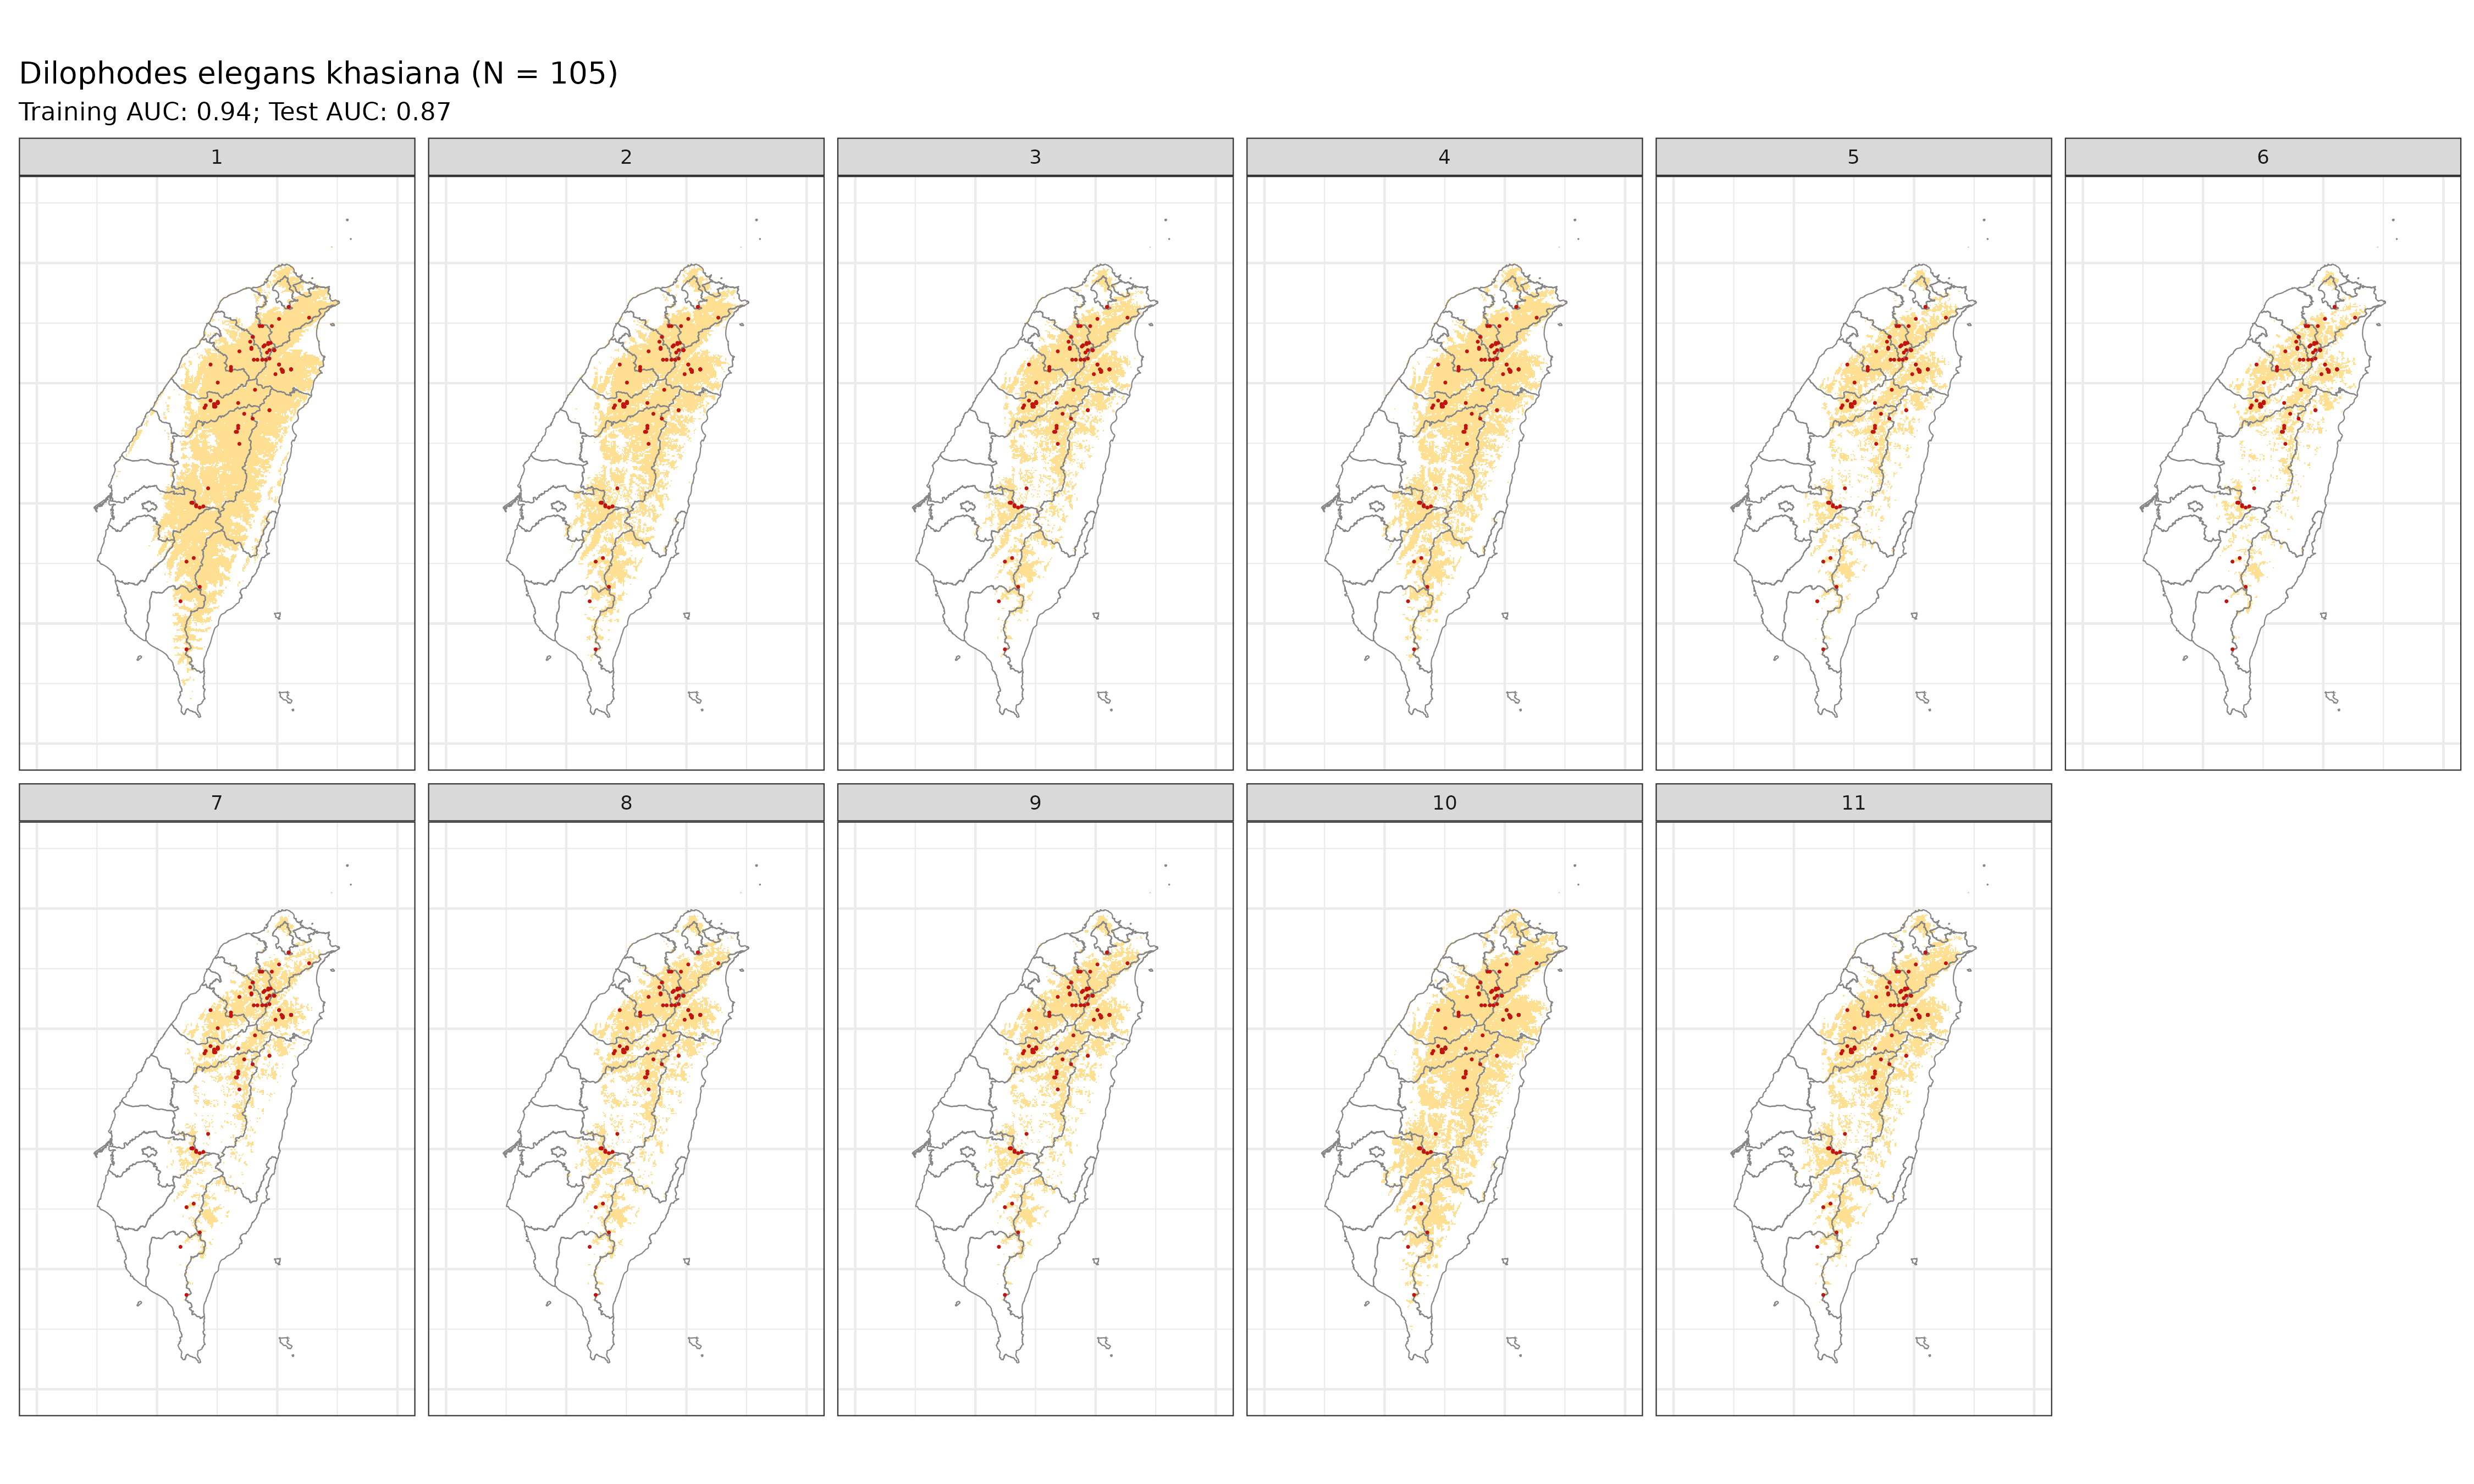 Dilophodes elegans khasiana (N = 105)
Training AUC: 0.94; Test AUC: 0.87
1 2 3 4 5 6
7 8 9 10 11